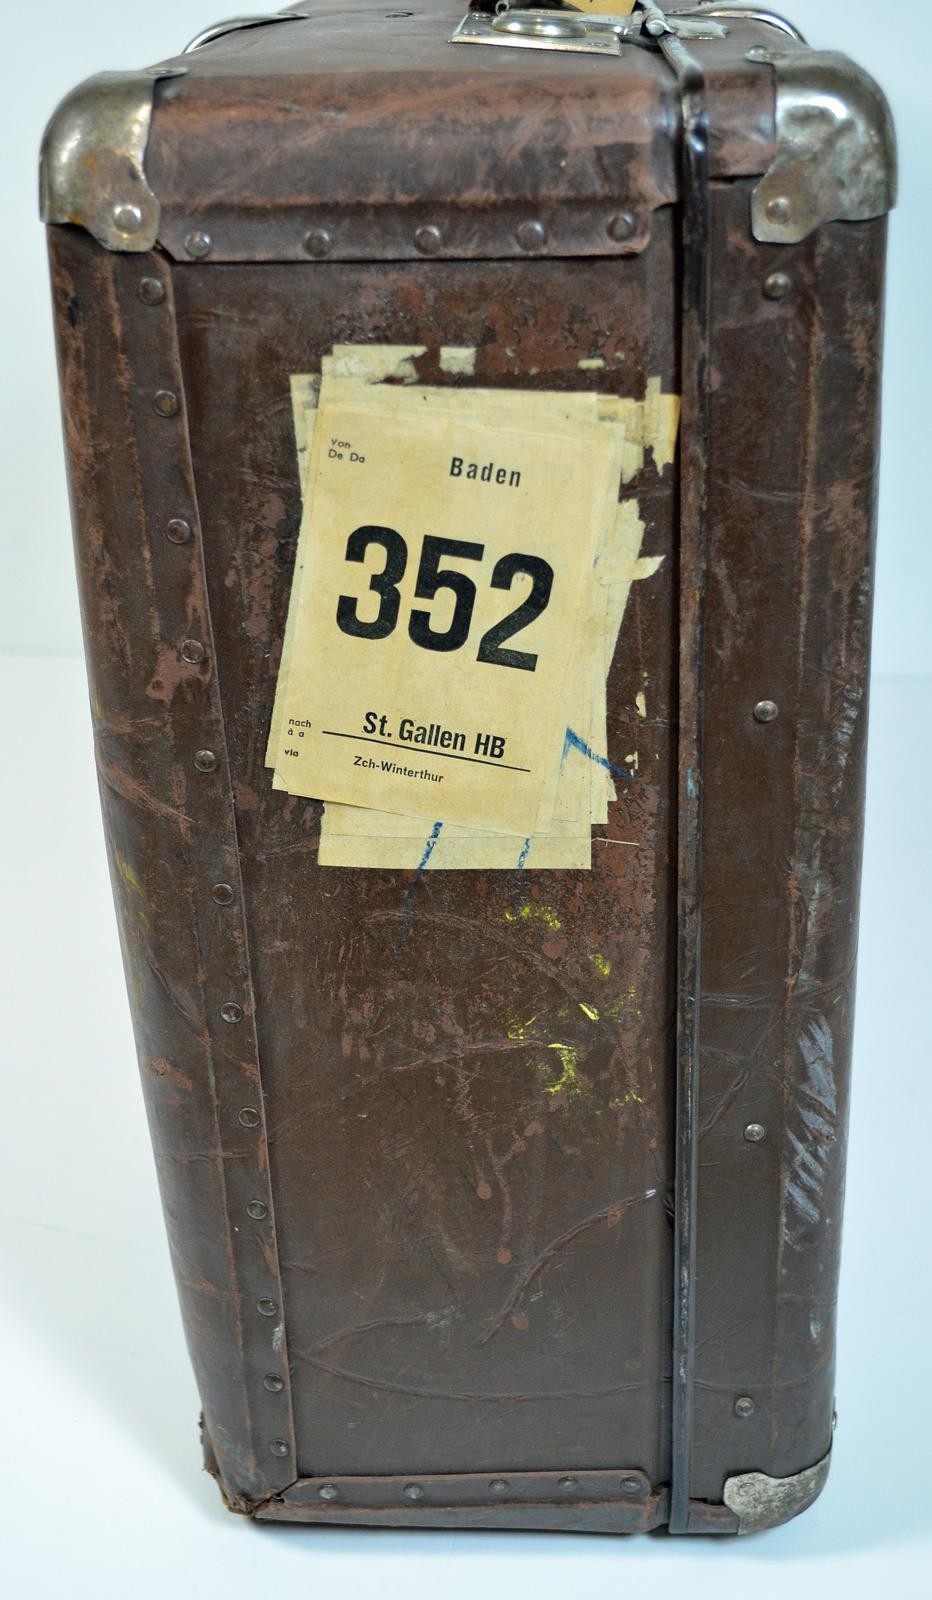 von
De Da
Baden
352
nach
à a
St. Gallen HB
via
Zch-Winterthur